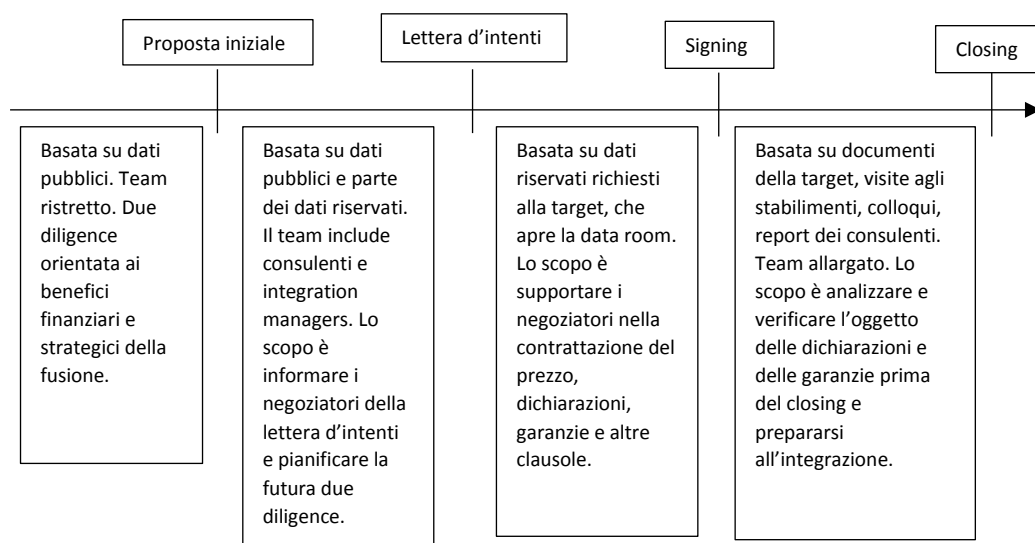 Proposta iniziale
Lettera d’intenti
Signing
Closing
Basata su dati
pubblici. Team
ristretto. Due
diligence
orientata ai
benefici
finanziari e
strategici della
fusione.
Basata su dati
pubblici e parte
dei dati riservati.
Il team include
consulenti e
integration
managers. Lo
scopo è
informare i
negoziatori della
lettera d’intenti
e pianificare la
futura due
diligence.
Basata su dati
riservati richiesti
alla target, che
apre la data room.
Lo scopo è
supportare i
negoziatori nella
contrattazione del
prezzo,
dichiarazioni,
garanzie e altre
clausole.
Basata su documenti
della target, visite agli
stabilimenti, colloqui,
report dei consulenti.
Team allargato. Lo
scopo è analizzare e
verificare l’oggetto
delle dichiarazioni e
delle garanzie prima
del closing e
prepararsi
all’integrazione.